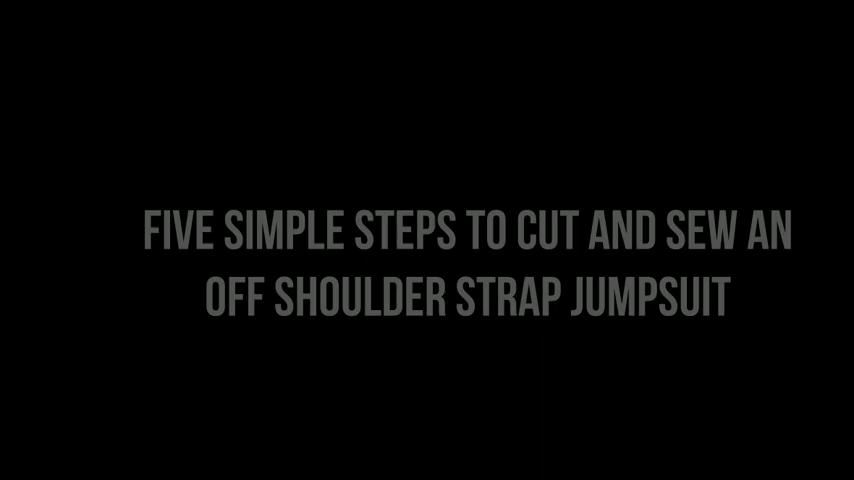 FIVE SIMPLE STEPS TO CUT AND SEW AN
OFF SHOULDER STRAP JUMPSUIT